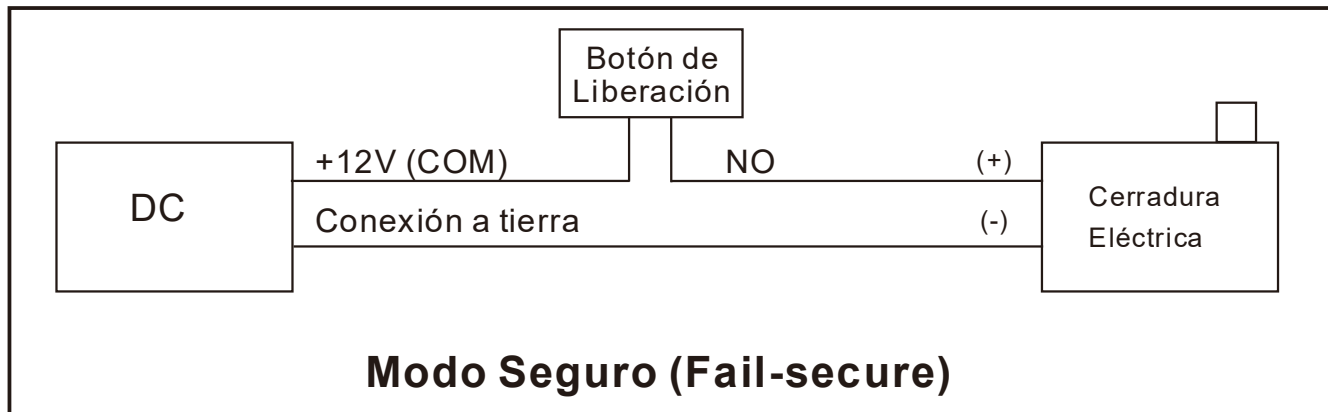 Botón de
Liberación
+12V (COM)
NO
(+)
DC
Conexión a tierra
(-)
Cerradura
Eléctrica
Modo Seguro (Fail-secure)